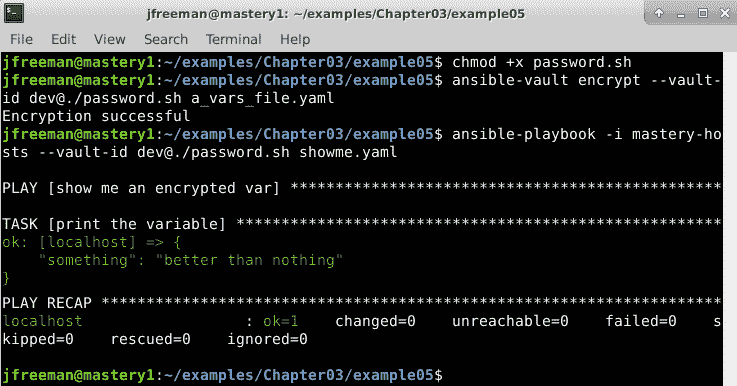 jfreeman@mastery1: ~/examples/Chapter03/example05
File Edit View Search Terminal Help
jfreeman@mastery1:~/examples/Chapter03/example05$ chmod +x password.sh
jfreeman@mastery1:~/examples/Chapter03/example05$ ansible-vault encrypt --vault-
id dev@./password.sh a_vars_file.yaml
Encryption successful
jfreeman@mastery1:~/examples/Chapter03/example05$ ansible-playbook -i mastery-ho
sts --vault-id dev@./password.sh showme.yaml
PLAY [show me an encrypted var] ************************************************
TASK [print the variable] ******************************************************
ok: [localhost] => {
    "something": "better than nothing"
}
PLAY RECAP *********************************************************************
localhost                  : ok=1    changed=0    unreachable=0    failed=0    s
kipped=0    rescued=0    ignored=0
jfreeman@mastery1:~/examples/Chapter03/example05$